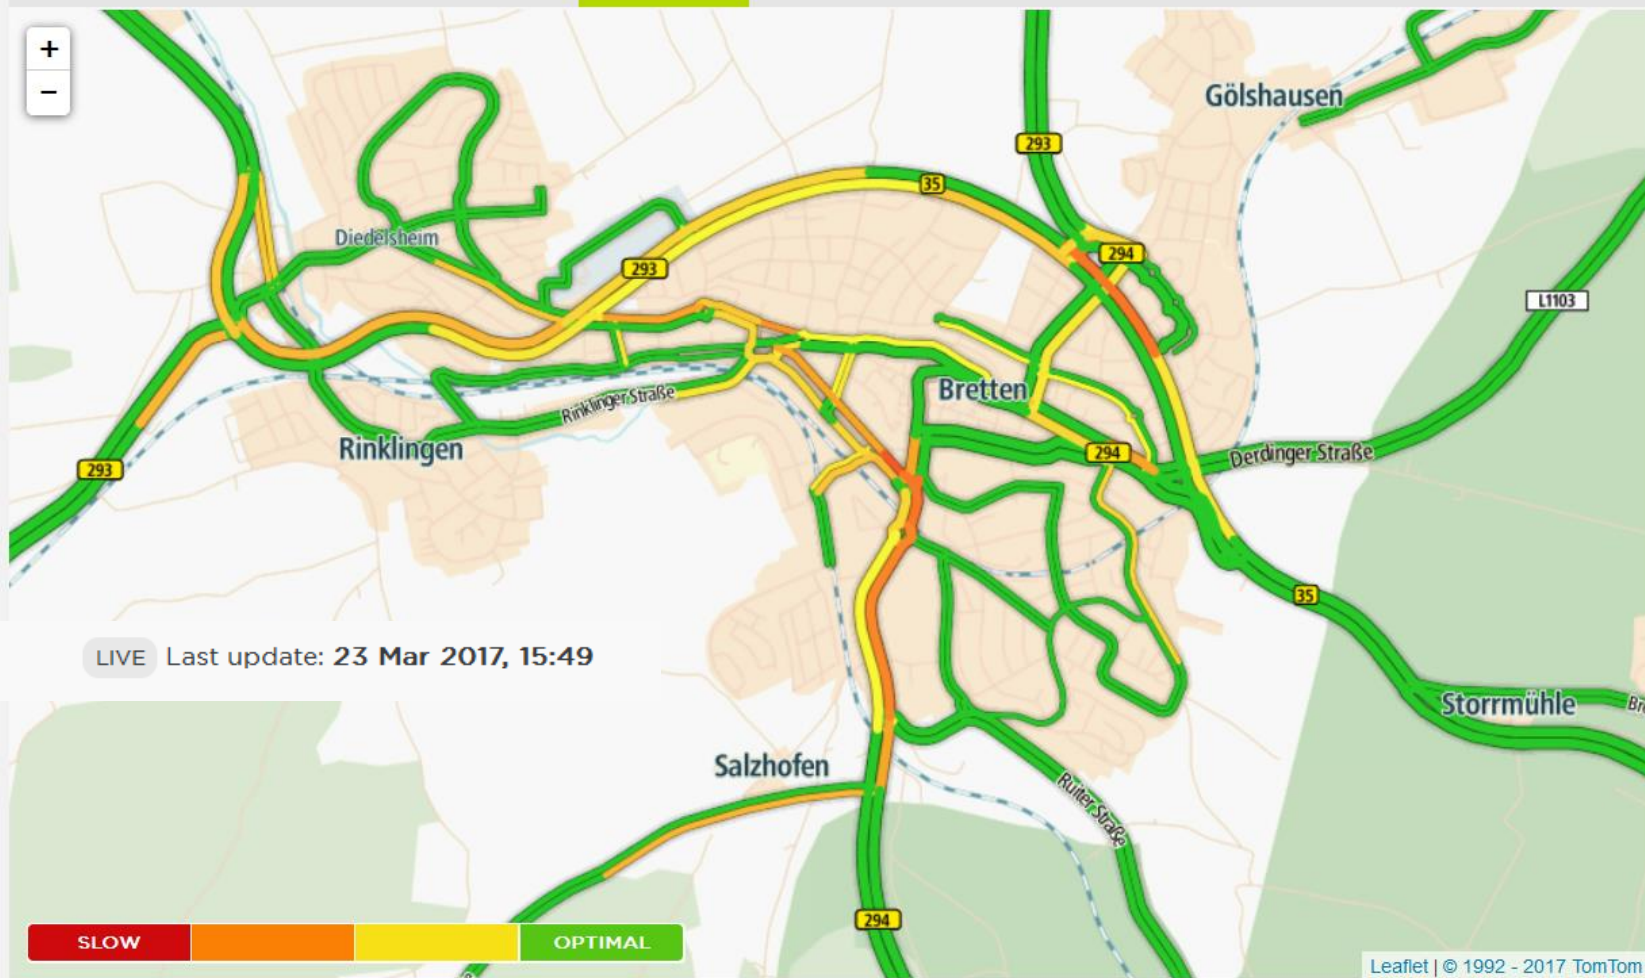 +
−
Gölshausen
293
35
Diedelsheim
294
293
L1103
Bretten
Rinklinger Straße
Rinklingen
294
Derdinger Straße
293
35
LIVE Last update: 23 Mar 2017, 15:49
Storrmühle
Salzhofen
Ruiter Straße
294
SLOW
OPTIMAL
Leaflet | © 1992 - 2017 TomTom